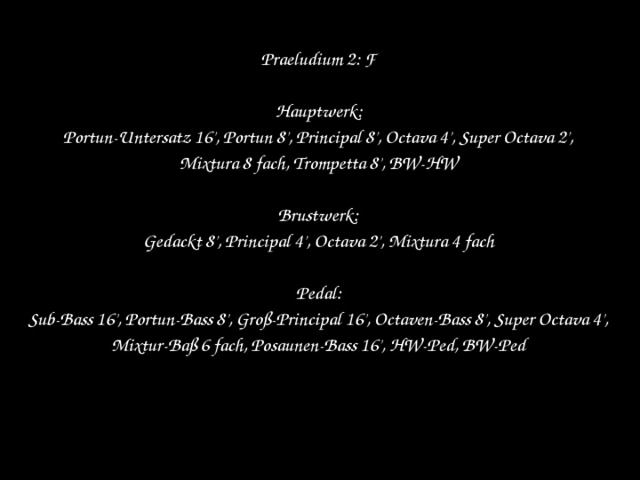 Praeludium 2: F
Hauptwerk:
Portun-Untersatz 16', Portun 8', Principal 8', Octava 4', Super Octava 2',
Mixtura 8 fach, Trompetta 8', BW-HW
Brustwerk:
Gedackt 8', Principal 4', Octava 2', Mixtura 4 fach
Pedal:
Sub-Bass 16', Portun-Bass 8', Groß-Principal 16', Octaven-Bass 8', Super Octava 4',
Mixtur-Baß 6 fach, Posaunen-Bass 16', HW-Ped, BW-Ped